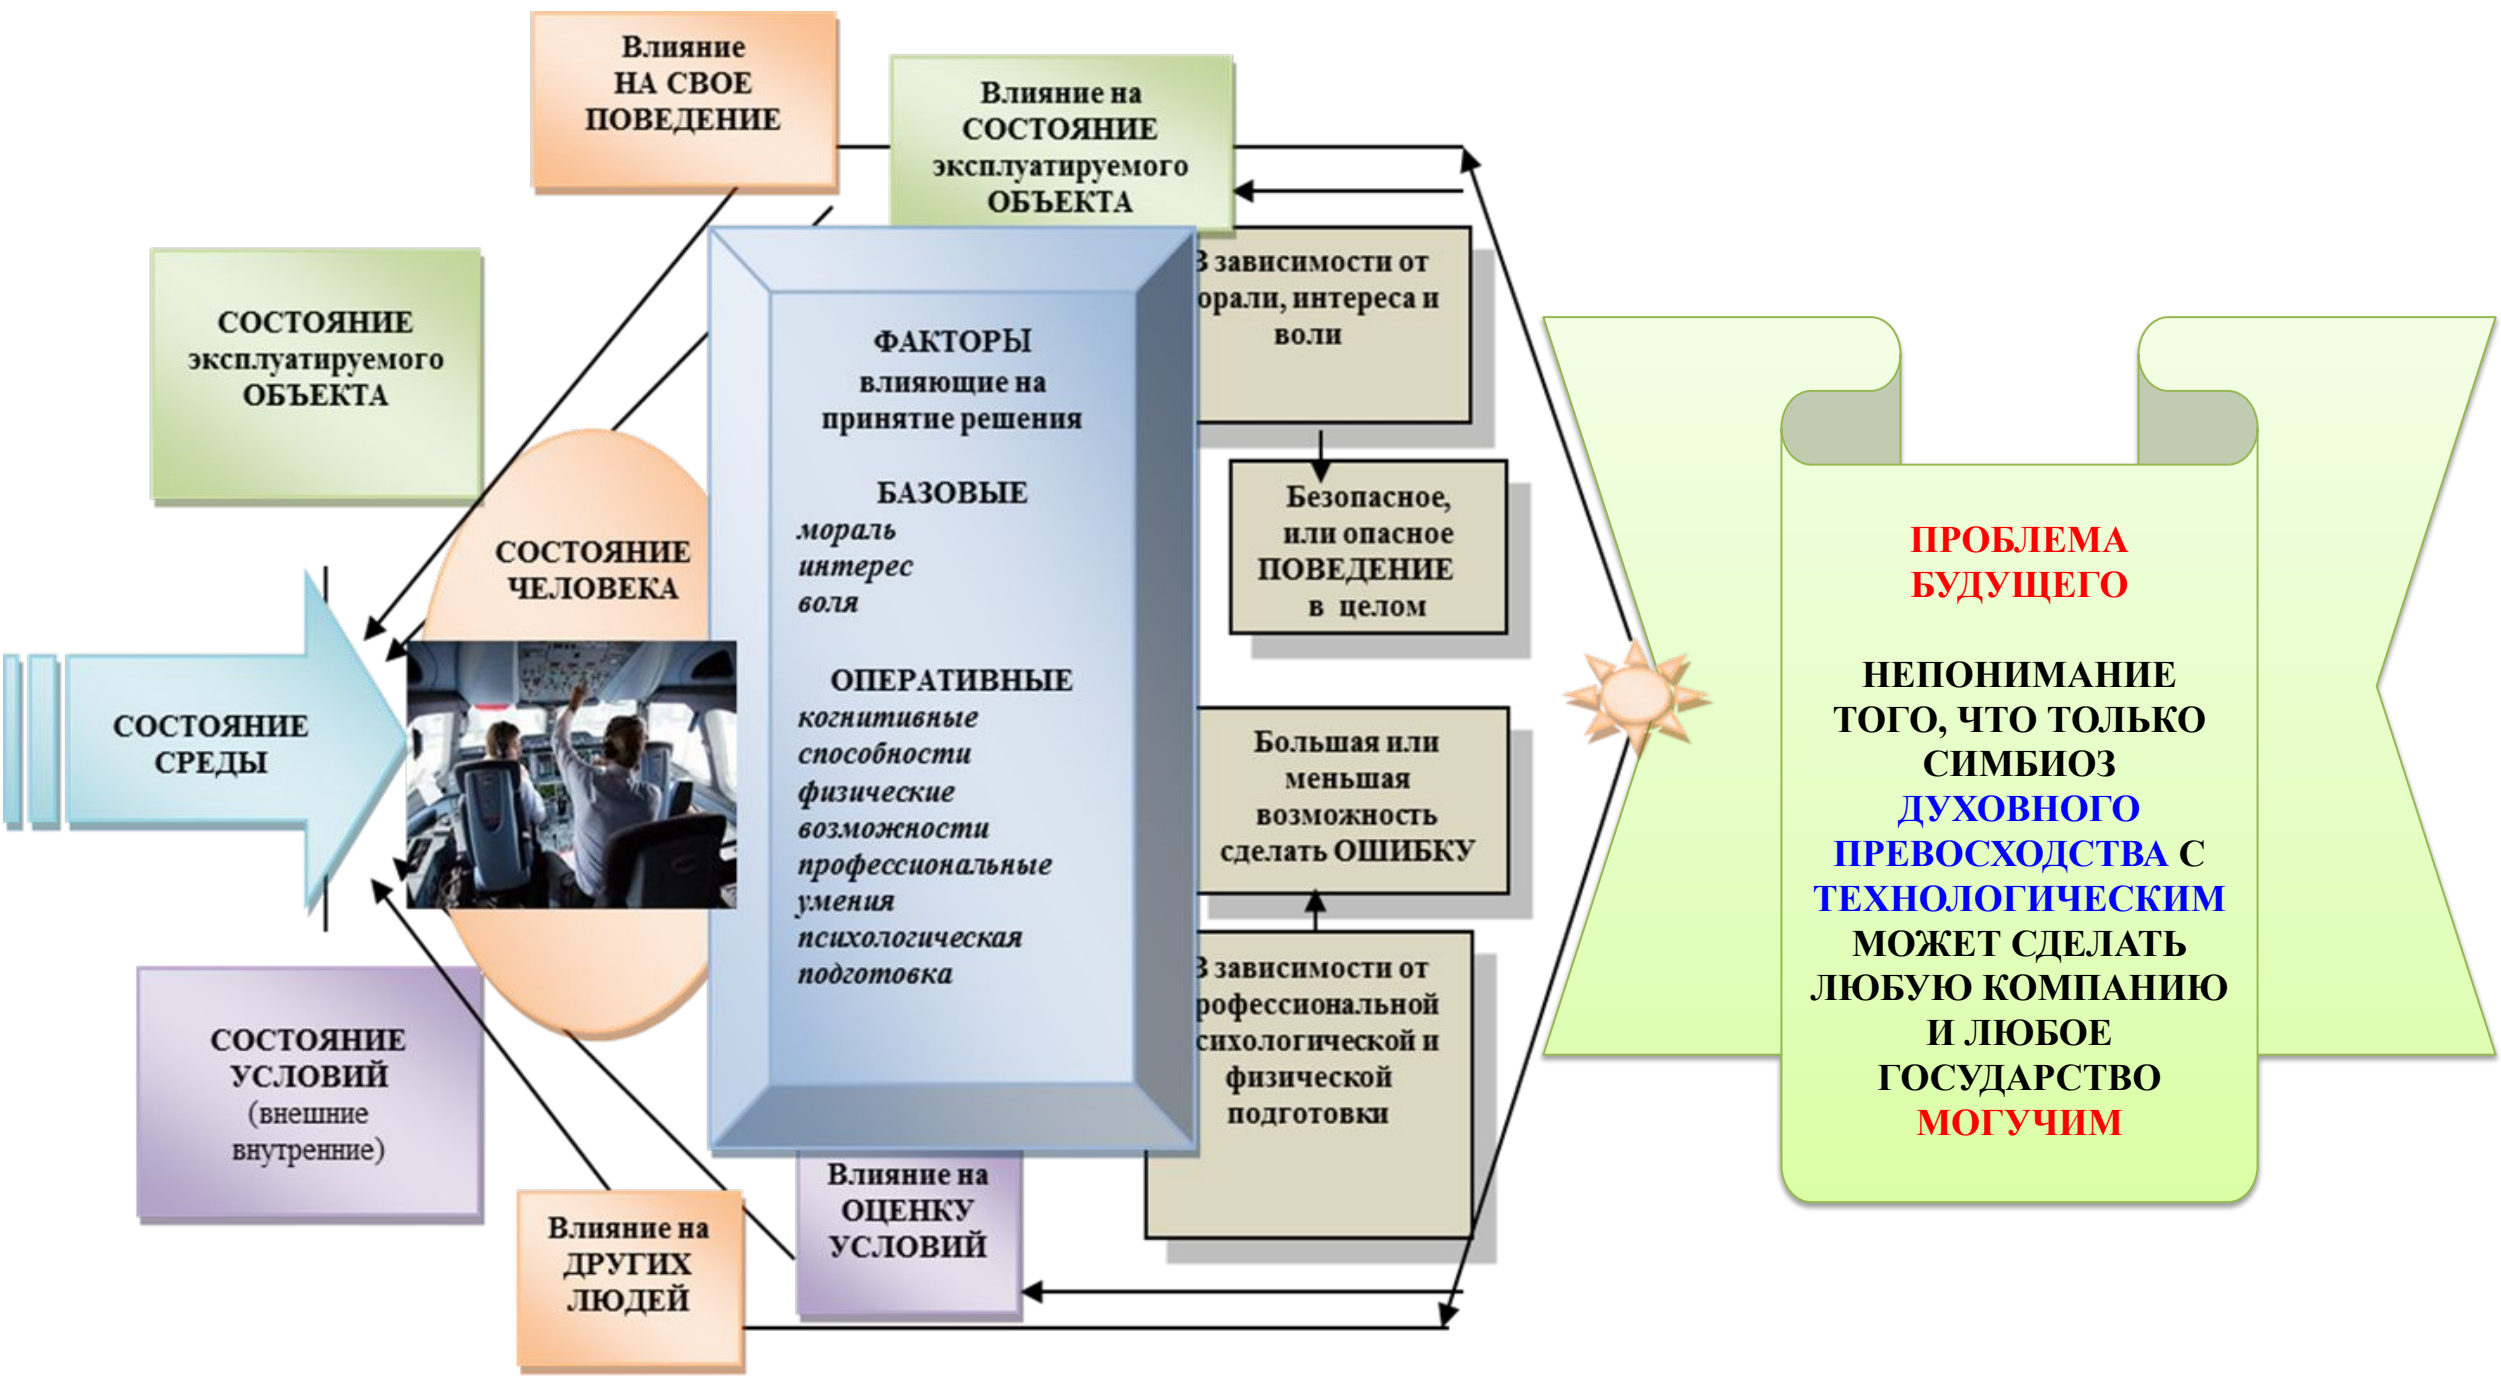 Влияние
НА СВОЕ
ПОВЕДЕНИЕ
Влияние на
СОСТОЯНИЕ
эксплуатируемого
ОБЪЕКТА
СОСТОЯНИЕ
эксплуатируемого
ОБЪЕКТА
СОСТОЯНИЕ
ЧЕЛОВЕКА
СОСТОЯНИЕ
СРЕДЫ
СОСТОЯНИЕ
УСЛОВИЙ
(внешние
внутренние)
ФАКТОРЫ
влияющие на
принятие решения
БАЗОВЫЕ
мораль
интерес
воля
ОПЕРАТИВНЫЕ
когнитивные
способности
физические
возможности
профессиональные
умения
психологическая
подготовка
В зависимости от
орали, интереса и
воли
Безопасное,
или опасное
ПОВЕДЕНИЕ
в целом
Большая или
меньшая
возможность
сделать ОШИБКУ
В зависимости от
рофессиональной
сихологической и
физической
подготовки
Влияние на
ДРУГИХ
ЛЮДЕЙ
Влияние на
ОЦЕНКУ
УСЛОВИЙ
ПРОБЛЕМА
БУДУЩЕГО
НЕПОНИМАНИЕ
ТОГО, ЧТО ТОЛЬКО
СИМБИОЗ
ДУХОВНОГО
ПРЕВОСХОДСТВА С
ТЕХНОЛОГИЧЕСКИМ
МОЖЕТ СДЕЛАТЬ
ЛЮБУЮ КОМПАНИЮ
И ЛЮБОЕ
ГОСУДАРСТВО
МОГУЧИМ